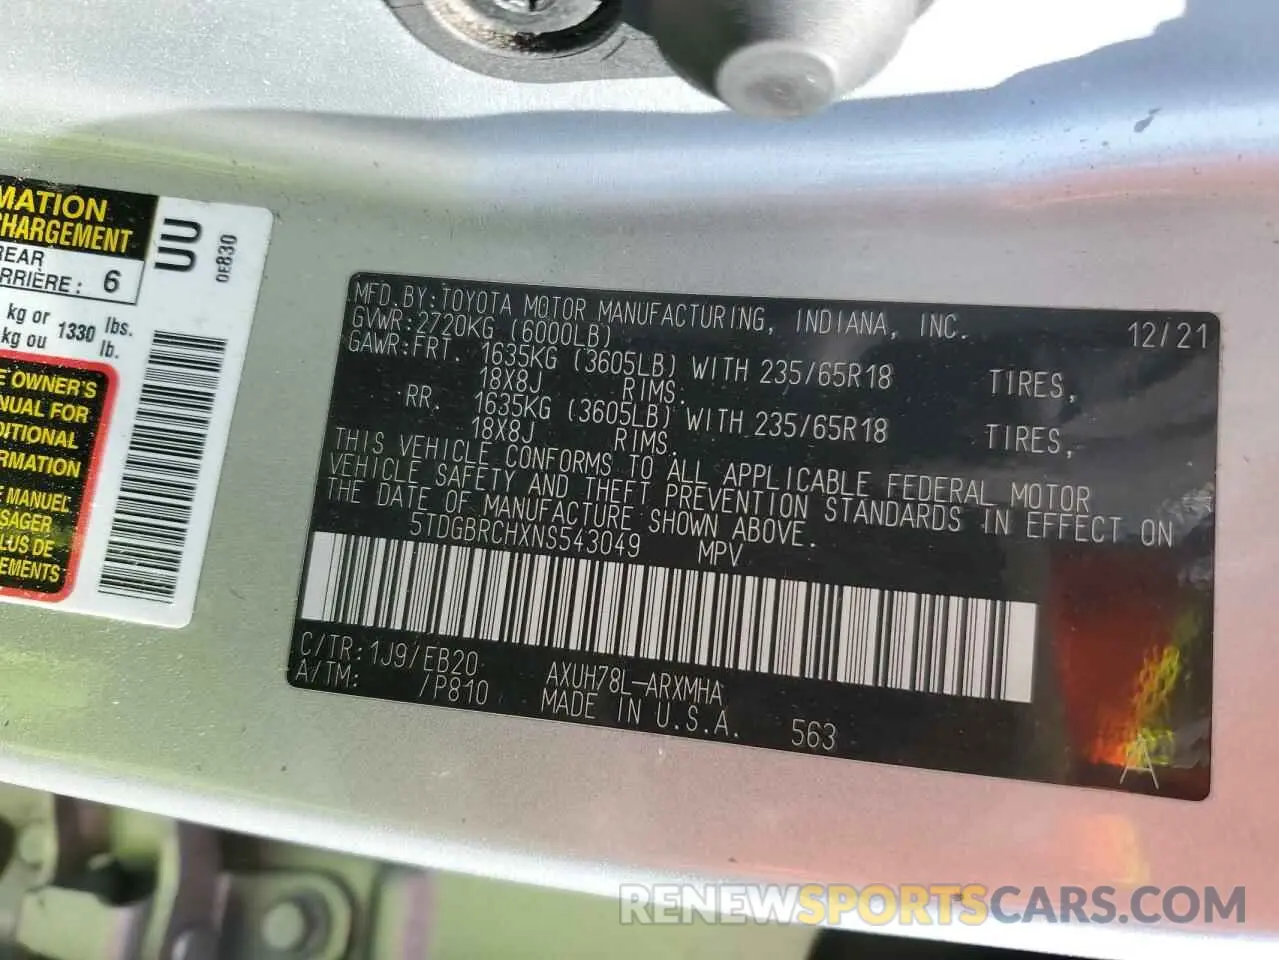 MATION
CHARGEMENT
REAR
RRIÈRE: 6
kg or 1330 lbs.
kg ou lb.
UU
0E830
E OWNER'S
NUAL FOR
DITIONAL
ORMATION
E MANUEL
SAGER
LUS DE
EMENTS
MFD.BY:TOYOTA MOTOR MANUFACTURING, INDIANA, INC. 12/21
GVWR:2720KG (6000LB)
GAWR:FRT. 1635KG (3605LB) WITH 235/65R18 TIRES,
18X8J RIMS.
RR. 1635KG (3605LB) WITH 235/65R18 TIRES,
18X8J RIMS.
THIS VEHICLE CONFORMS TO ALL APPLICABLE FEDERAL MOTOR
VEHICLE SAFETY AND THEFT PREVENTION STANDARDS IN EFFECT ON
THE DATE OF MANUFACTURE SHOWN ABOVE.
5TDGBRCHXNS543049 MPV
C/TR:1J9/EB20 AXUH78L-ARXMHA
A/TM: /P810 MADE IN U.S.A. 563
A
RENEWSPORTSCARS.COM